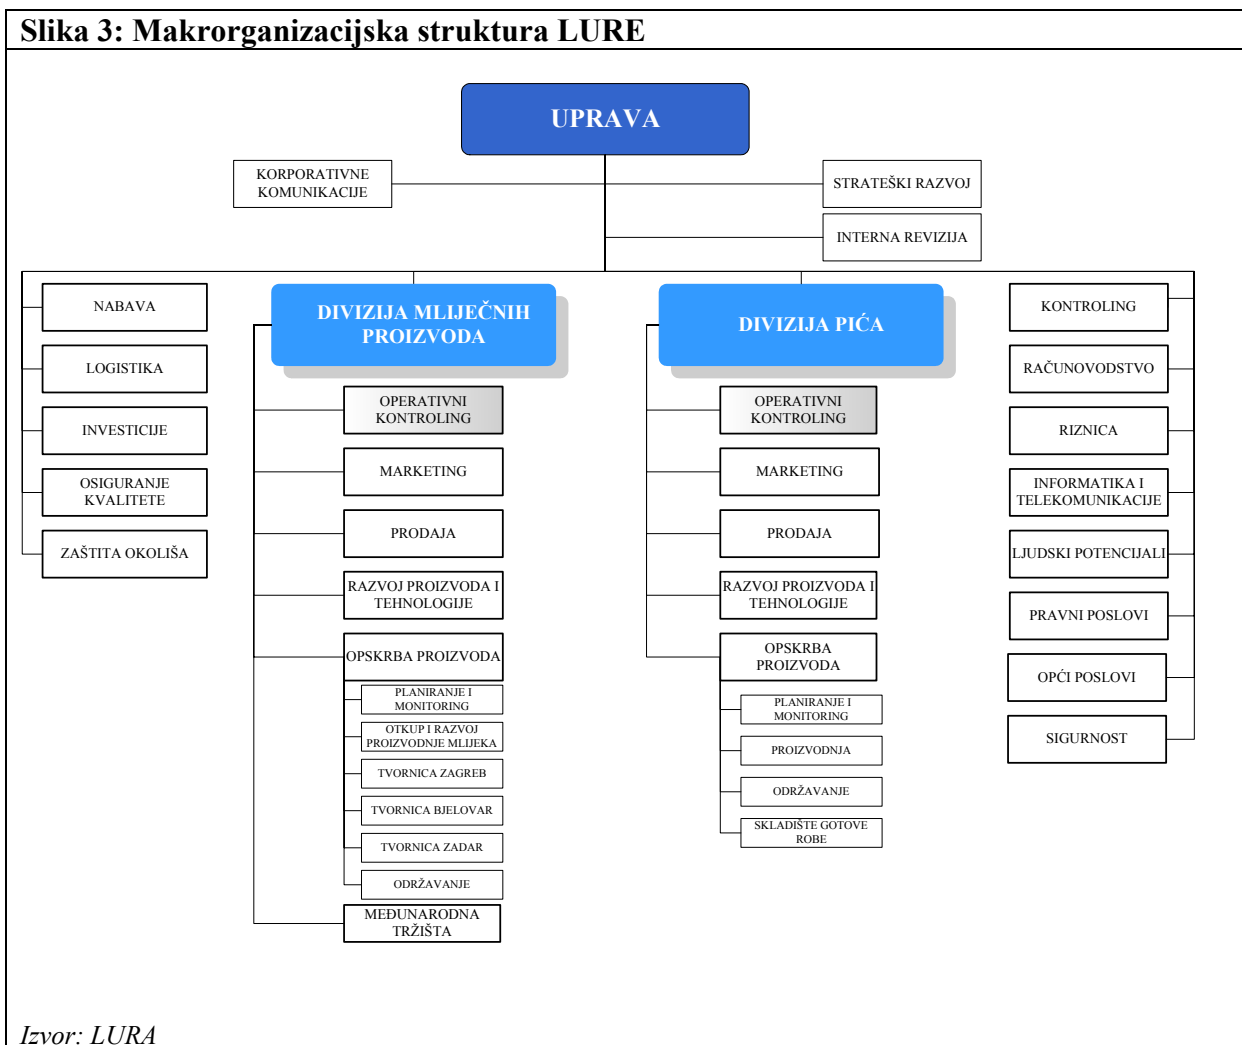 Slika 3: Makrorganizacijska struktura LURE
UPRAVA
KORPORATIVNE
KOMUNIKACIJE
STRATEŠKI RAZVOJ
INTERNA REVIZIJA
NABAVA
LOGISTIKA
INVESTICIJE
OSIGURANJE
KVALITETE
ZAŠTITA OKOLIŠA
DIVIZIJA MLIJEČNIH
PROIZVODA
OPERATIVNI
KONTROLING
MARKETING
PRODAJA
RAZVOJ PROIZVODA I
TEHNOLOGIJE
OPSKRBA PROIZVODA
PLANIRANJE I
MONITORING
OTKUP I RAZVOJ
PROIZVODNJE MLIJEKA
TVORNICA ZAGREB
TVORNICA BJELOVAR
TVORNICA ZADAR
ODRŽAVANJE
MEĐUNARODNA
TRŽIŠTA
DIVIZIJA PIĆA
OPERATIVNI
KONTROLING
MARKETING
PRODAJA
RAZVOJ PROIZVODA I
TEHNOLOGIJE
OPSKRBA
PROIZVODA
PLANIRANJE I
MONITORING
PROIZVODNJA
ODRŽAVANJE
SKLADIŠTE GOTOVE
ROBE
KONTROLING
RAČUNOVODSTVO
RIZNICA
INFORMATIKA I
TELEKOMUNIKACIJE
LJUDSKI POTENCIJALI
PRAVNI POSLOVI
OPĆI POSLOVI
SIGURNOST
Izvor: LURA